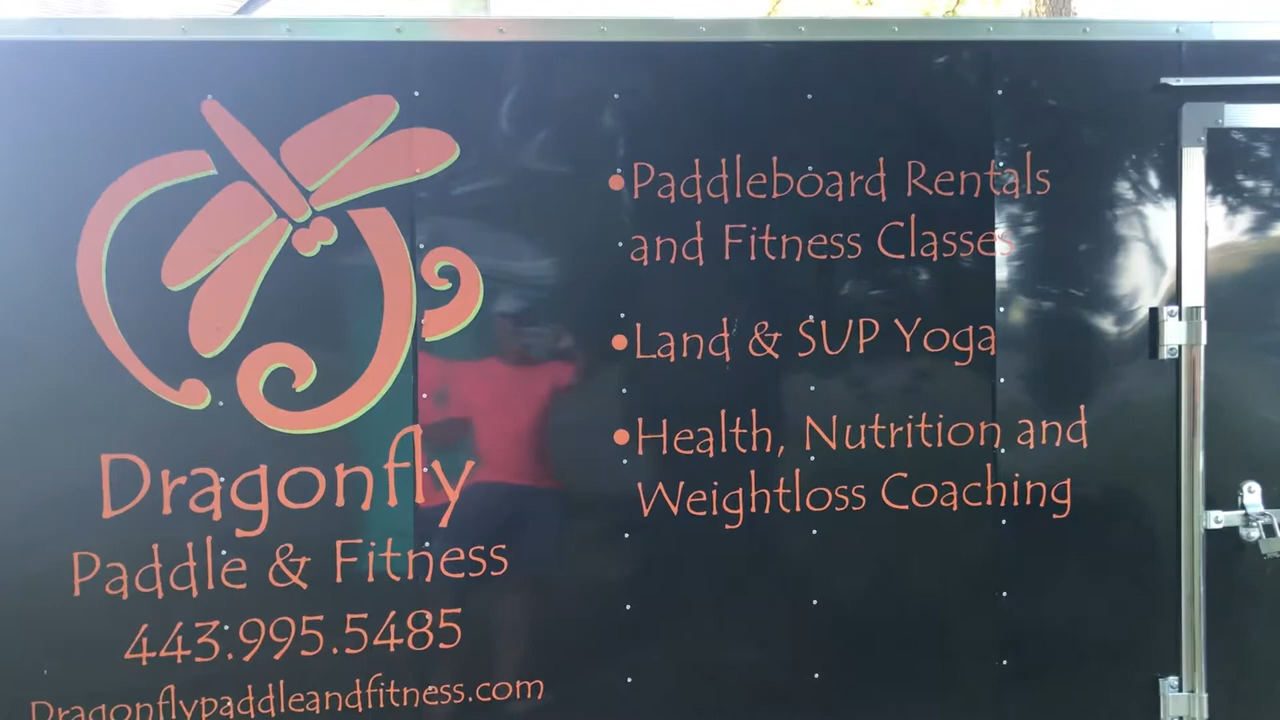 Dragonfly
Paddle & Fitness
443.995.5485
Dragonflypaddleandfitness.com
•Paddleboard Rentals
and Fitness Classes
•Land & SUP Yoga
•Health, Nutrition and
Weightloss Coaching